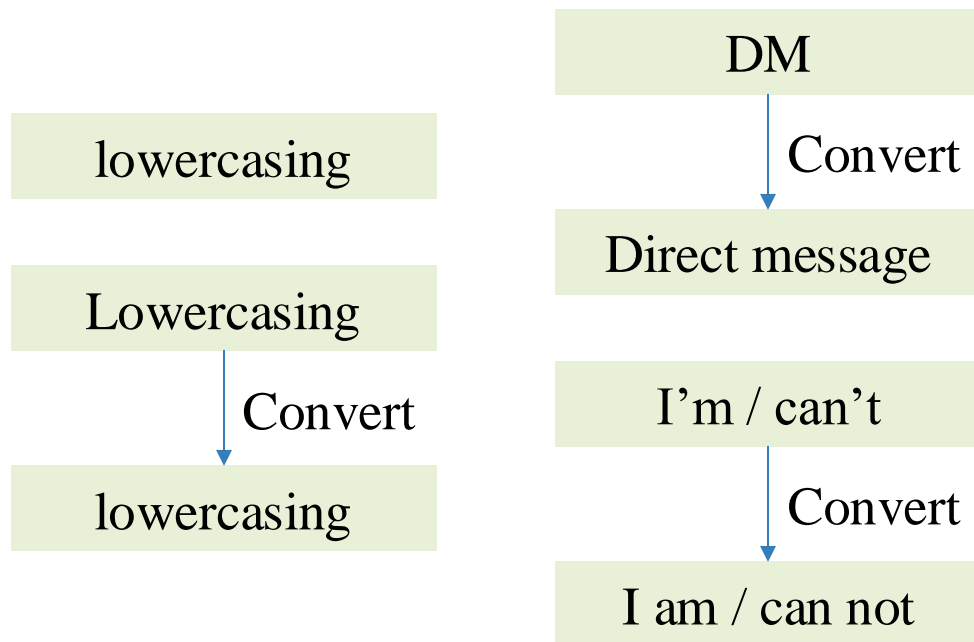 lowercasing
Lowercasing
Convert
lowercasing
DM
Convert
Direct message
I’m / can’t
Convert
I am / can not